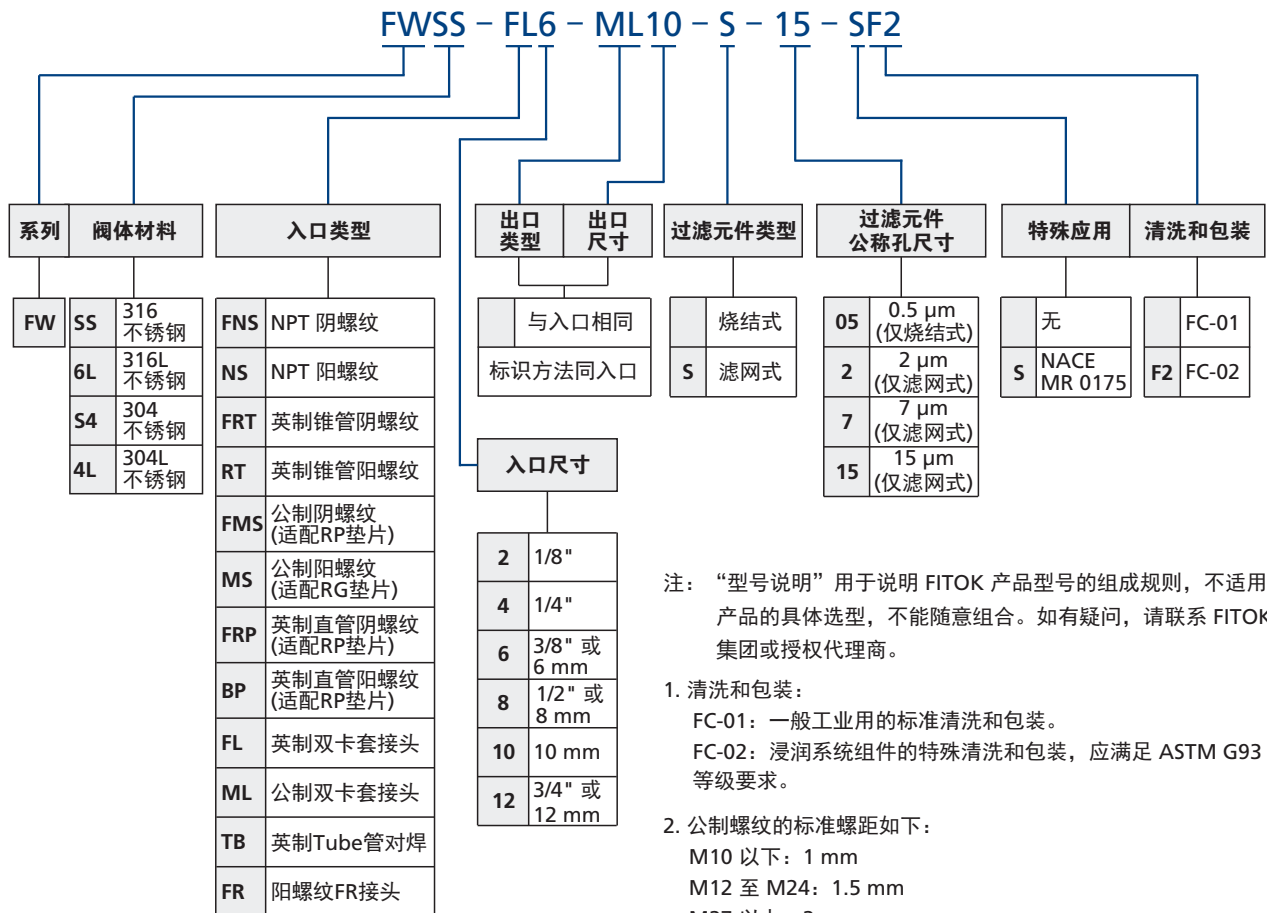 FWSS – FL6 – ML10 – S – 15 – SF2
系列
阀体材料
入口类型
出口
类型
出口
尺寸
过滤元件类型
过滤元件
公称孔尺寸
特殊应用
清洗和包装
FW
SS 316
不锈钢
6L 316L
不锈钢
S4 304
不锈钢
4L 304L
不锈钢
FNS NPT 阴螺纹
NS NPT 阳螺纹
FRT 英制锥管阴螺纹
RT 英制锥管阳螺纹
FMS 公制阴螺纹
(适配RP垫片)
MS 公制阳螺纹
(适配RG垫片)
FRP 英制直管阴螺纹
(适配RP垫片)
BP 英制直管阳螺纹
(适配RP垫片)
FL 英制双卡套接头
ML 公制双卡套接头
TB 英制Tube管对焊
FR 阳螺纹FR接头
与入口相同
标识方法同入口
入口尺寸
2 1/8"
4 1/4"
6 3/8" 或
6 mm
8 1/2" 或
8 mm
10 10 mm
12 3/4" 或
12 mm
烧结式
S 滤网式
05 0.5 μm
(仅烧结式)
2 2 μm
(仅滤网式)
7 7 μm
(仅滤网式)
15 15 μm
(仅滤网式)
无
S NACE
MR 0175
FC-01
F2 FC-02
注：“型号说明”用于说明 FITOK 产品型号的组成规则，不适用
产品的具体选型，不能随意组合。如有疑问，请联系 FITOK
集团或授权代理商。
1. 清洗和包装：
FC-01：一般工业用的标准清洗和包装。
FC-02：浸润系统组件的特殊清洗和包装，应满足 ASTM G93
等级要求。
2. 公制螺纹的标准螺距如下：
M10 以下：1 mm
M12 至 M24：1.5 mm